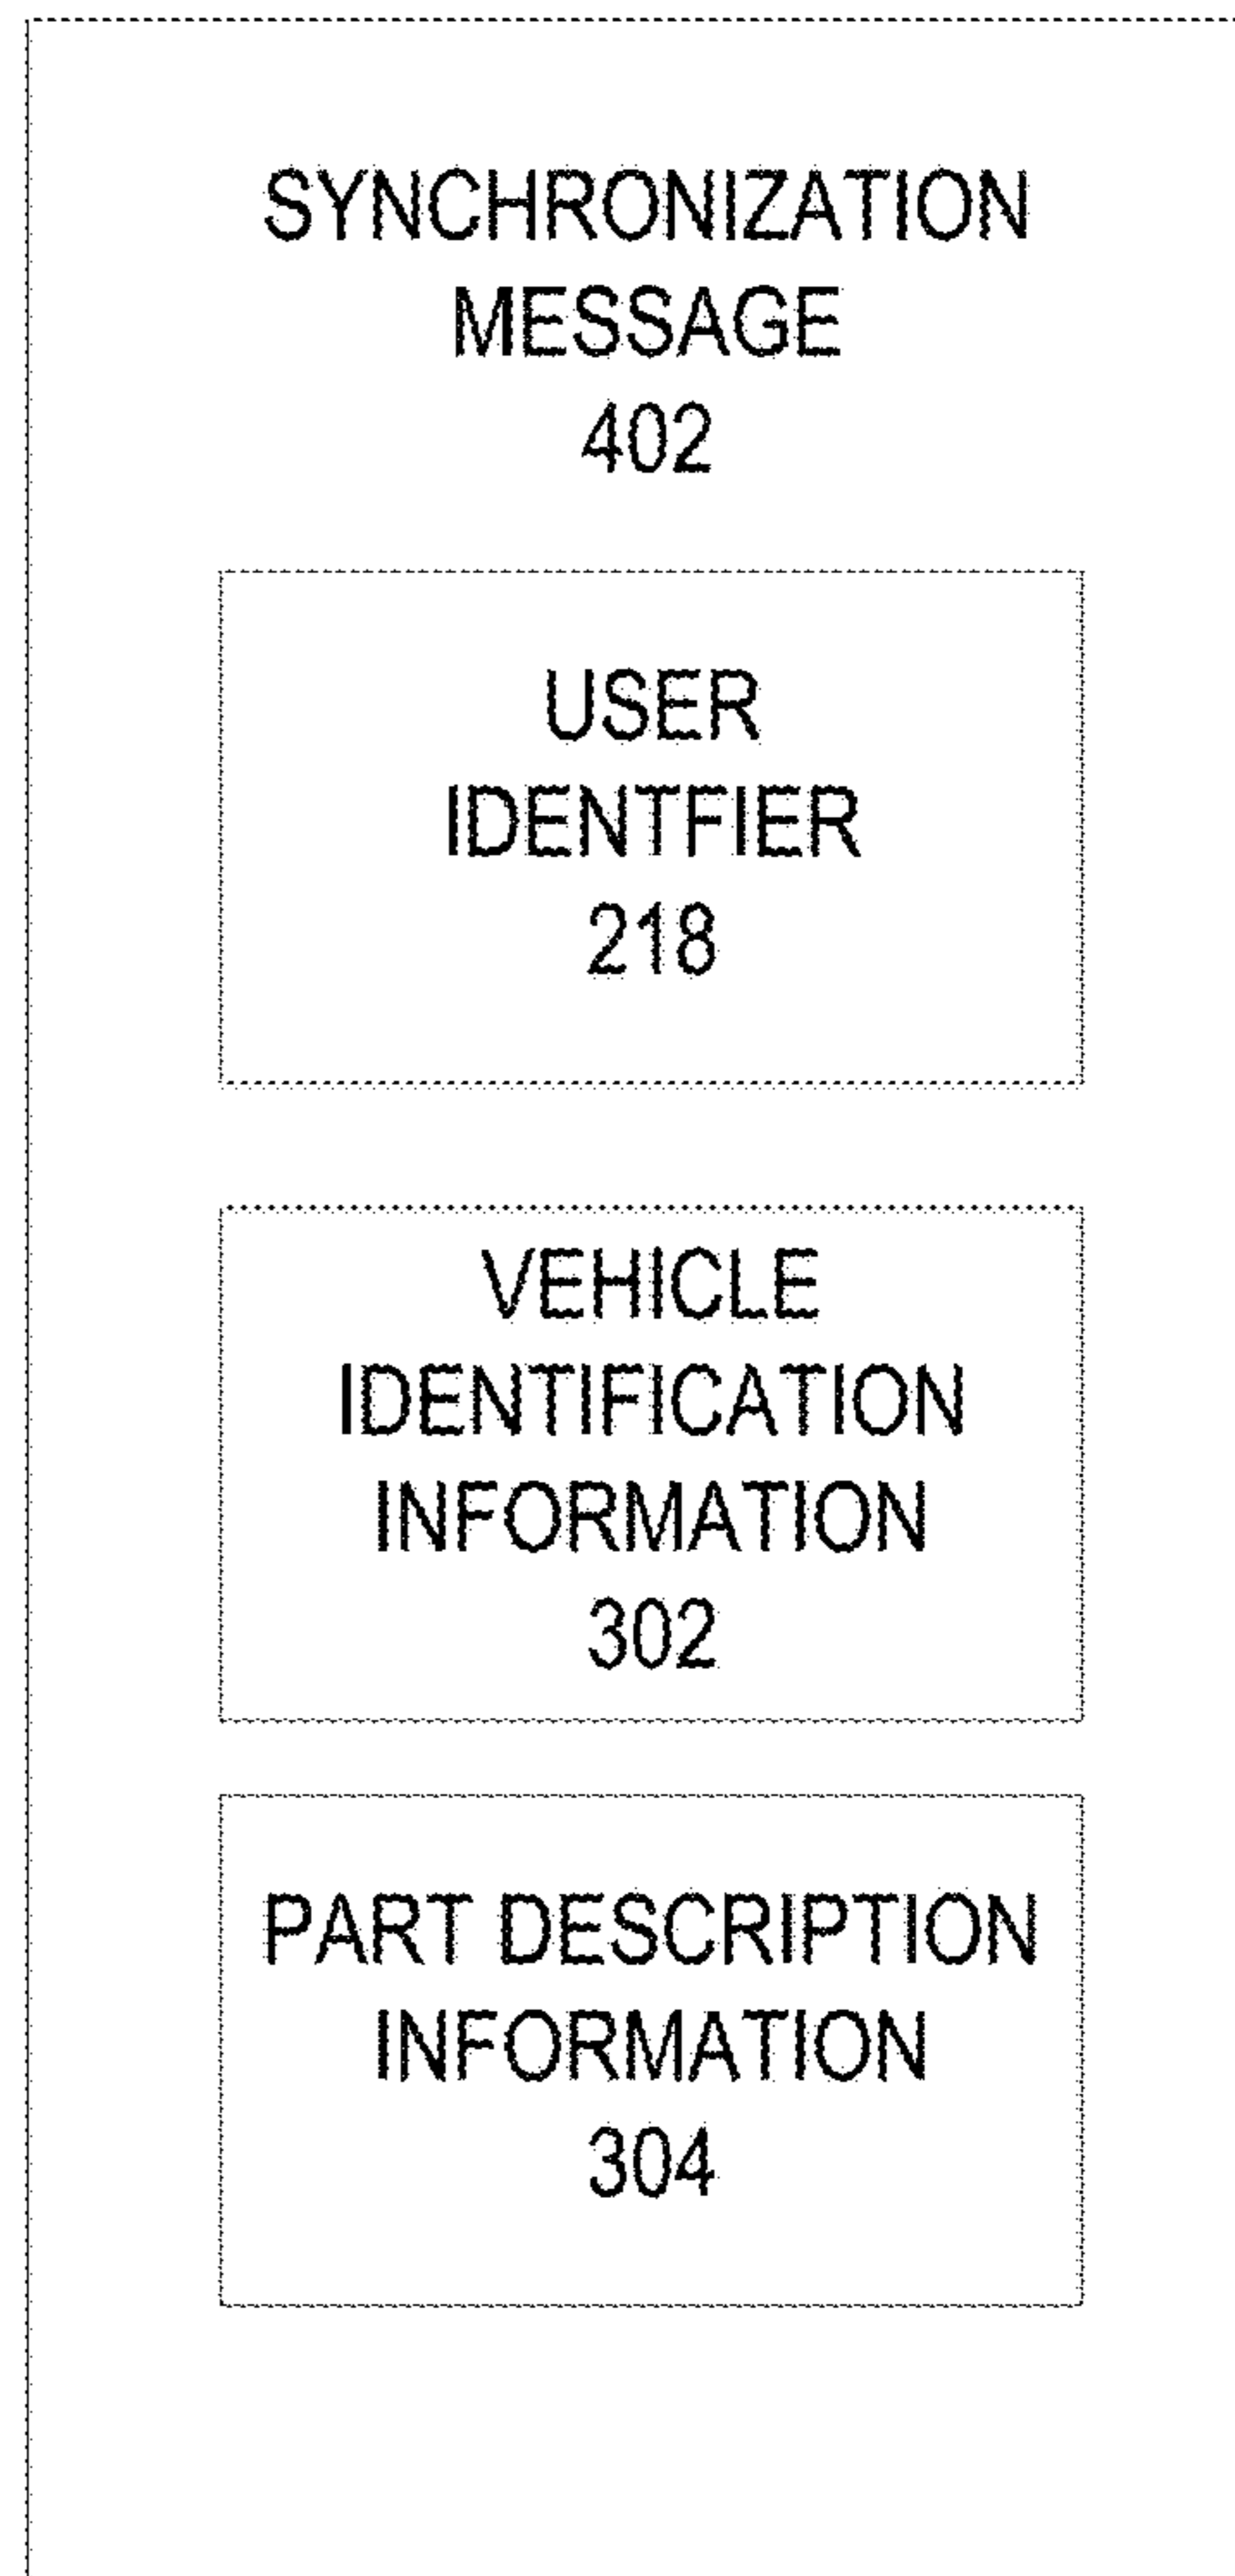 SYNCHRONIZATION
MESSAGE
402
USER
IDENTFIER
218
VEHICLE
IDENTIFICATION
INFORMATION
302
PART DESCRIPTION
INFORMATION
304